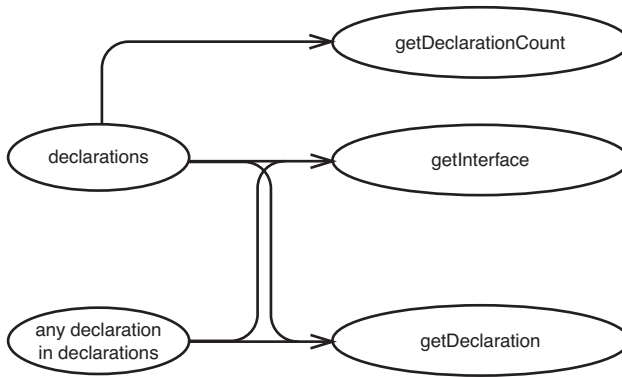 getDeclarationCount
declarations
getInterface
any declaration
in declarations
getDeclaration